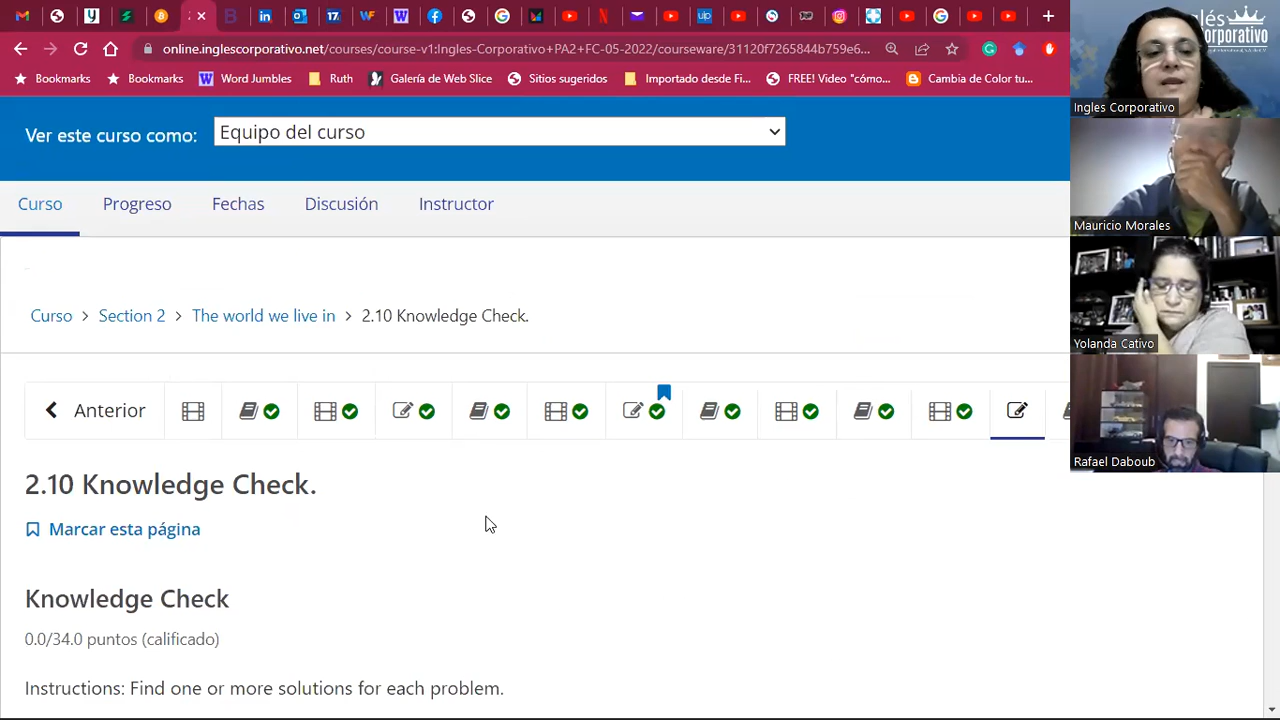 online.inglescorporativo.net/courses/course-v1:Ingles-Corporativo+PA2+FC-05-2022/courseware/31120f7265844b759e6...
Bookmarks Bookmarks Word Jumbles Ruth Galería de Web Slice Sitios sugeridos Importado desde Fi... FREE! Video "cómo... Cambia de Color tu...
Ver este curso como: Equipo del curso
Curso Progreso Fechas Discusión Instructor
Curso > Section 2 > The world we live in > 2.10 Knowledge Check.
Anterior
2.10 Knowledge Check.
Marcar esta página
Knowledge Check
0.0/34.0 puntos (calificado)
Instructions: Find one or more solutions for each problem.
Ingles Corporativo
Mauricio Morales
Yolanda Cativo
Rafael Daboub